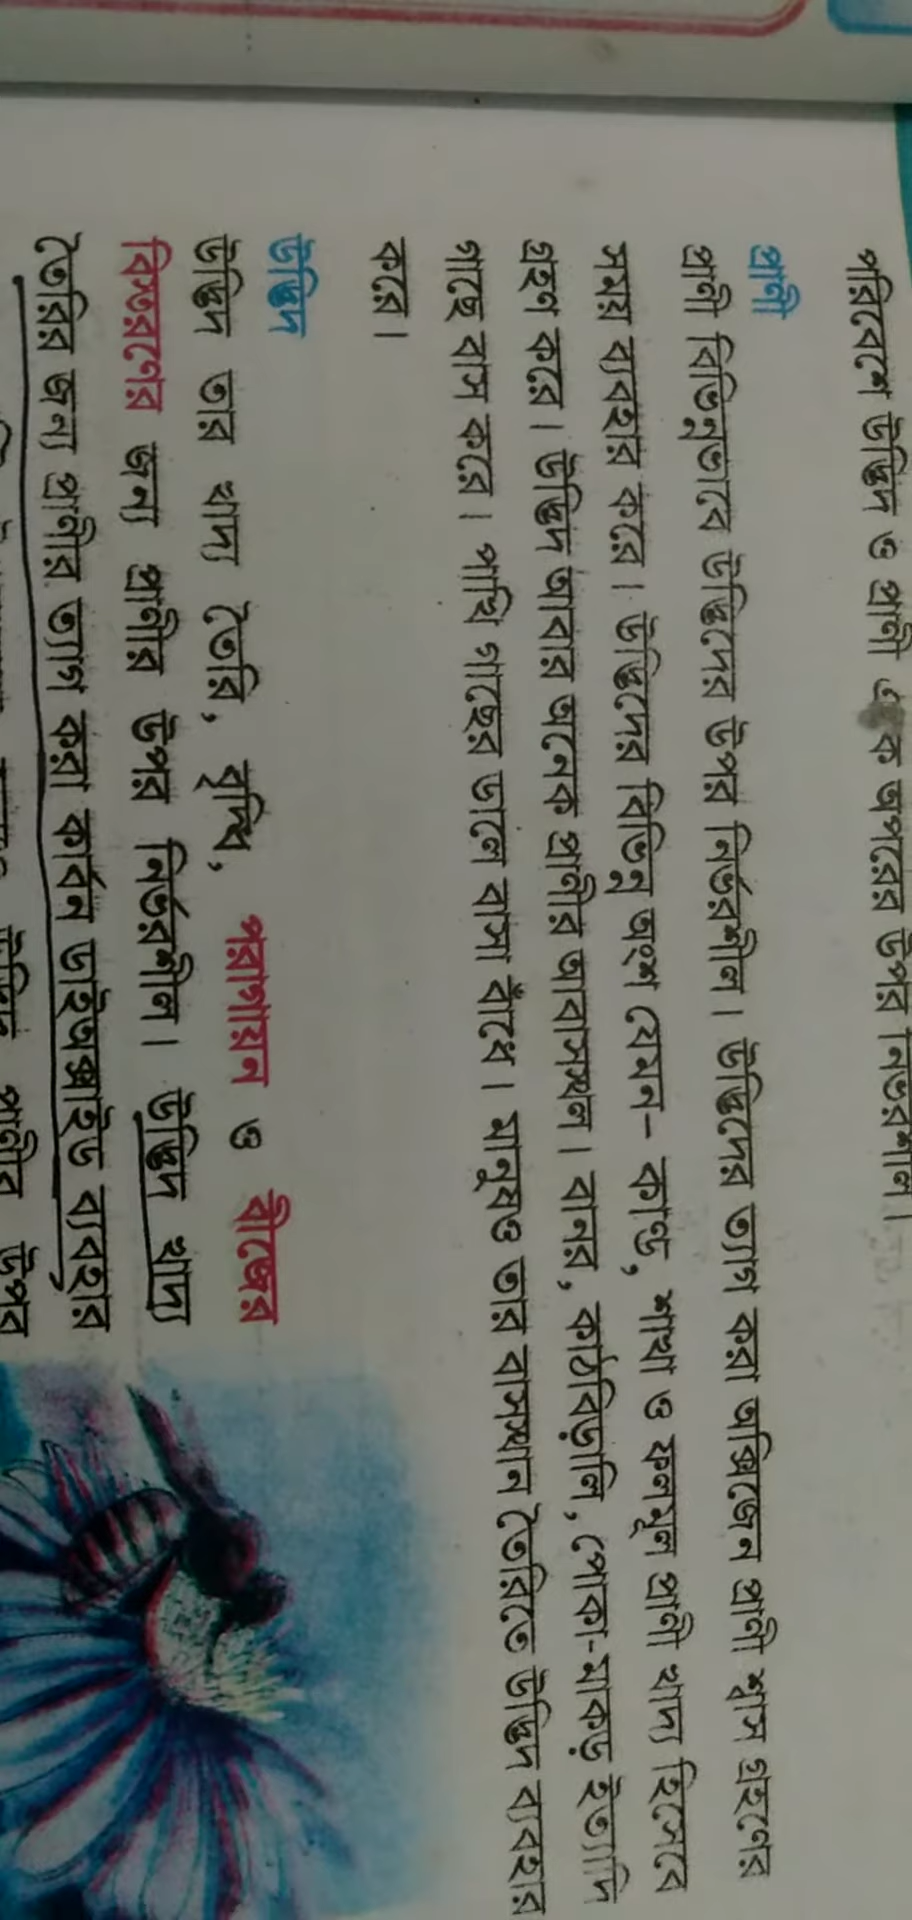 পরিবেশে উদ্ভিদ ও প্রাণী একে অপরের উপর নির্ভরশীল।
প্রাণী
প্রাণী বিভিন্নভাবে উদ্ভিদের উপর নির্ভরশীল। উদ্ভিদের ত্যাগ করা অক্সিজেন প্রাণী শ্বাস গ্রহণের
সময় ব্যবহার করে। উদ্ভিদের বিভিন্ন অংশ যেমন– কাণ্ড, শাখা ও ফলমূল প্রাণী খাদ্য হিসেবে
গ্রহণ করে। উদ্ভিদ আবার অনেক প্রাণীর আবাসস্থল। বানর, কাঠবিড়ালি, পোকা-মাকড় ইত্যাদি
গাছে বাস করে। পাখি গাছের ডালে বাসা বাঁধে। মানুষও তার বাসস্থান তৈরিতে উদ্ভিদ ব্যবহার
করে।
উদ্ভিদ
উদ্ভিদ তার খাদ্য তৈরি, বৃদ্ধি, পরাগায়ন ও বীজের
বিস্তরণের জন্য প্রাণীর উপর নির্ভরশীল। উদ্ভিদ খাদ্য
তৈরির জন্য প্রাণীর ত্যাগ করা কার্বন ডাইঅক্সাইড ব্যবহার
উদ্ভিদ প্রাণীর উপর